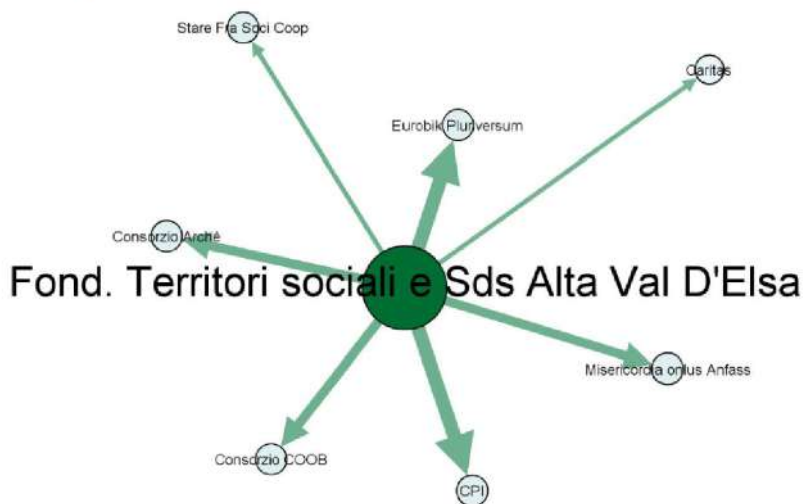 Stare Fra Soci Coop
Caritas
Eurobik Pluriversum
Consorzio Archè
Fond. Territori sociali e Sds Alta Val D'Elsa
Misericordia onlus Anfass
Consorzio COOB
CPI